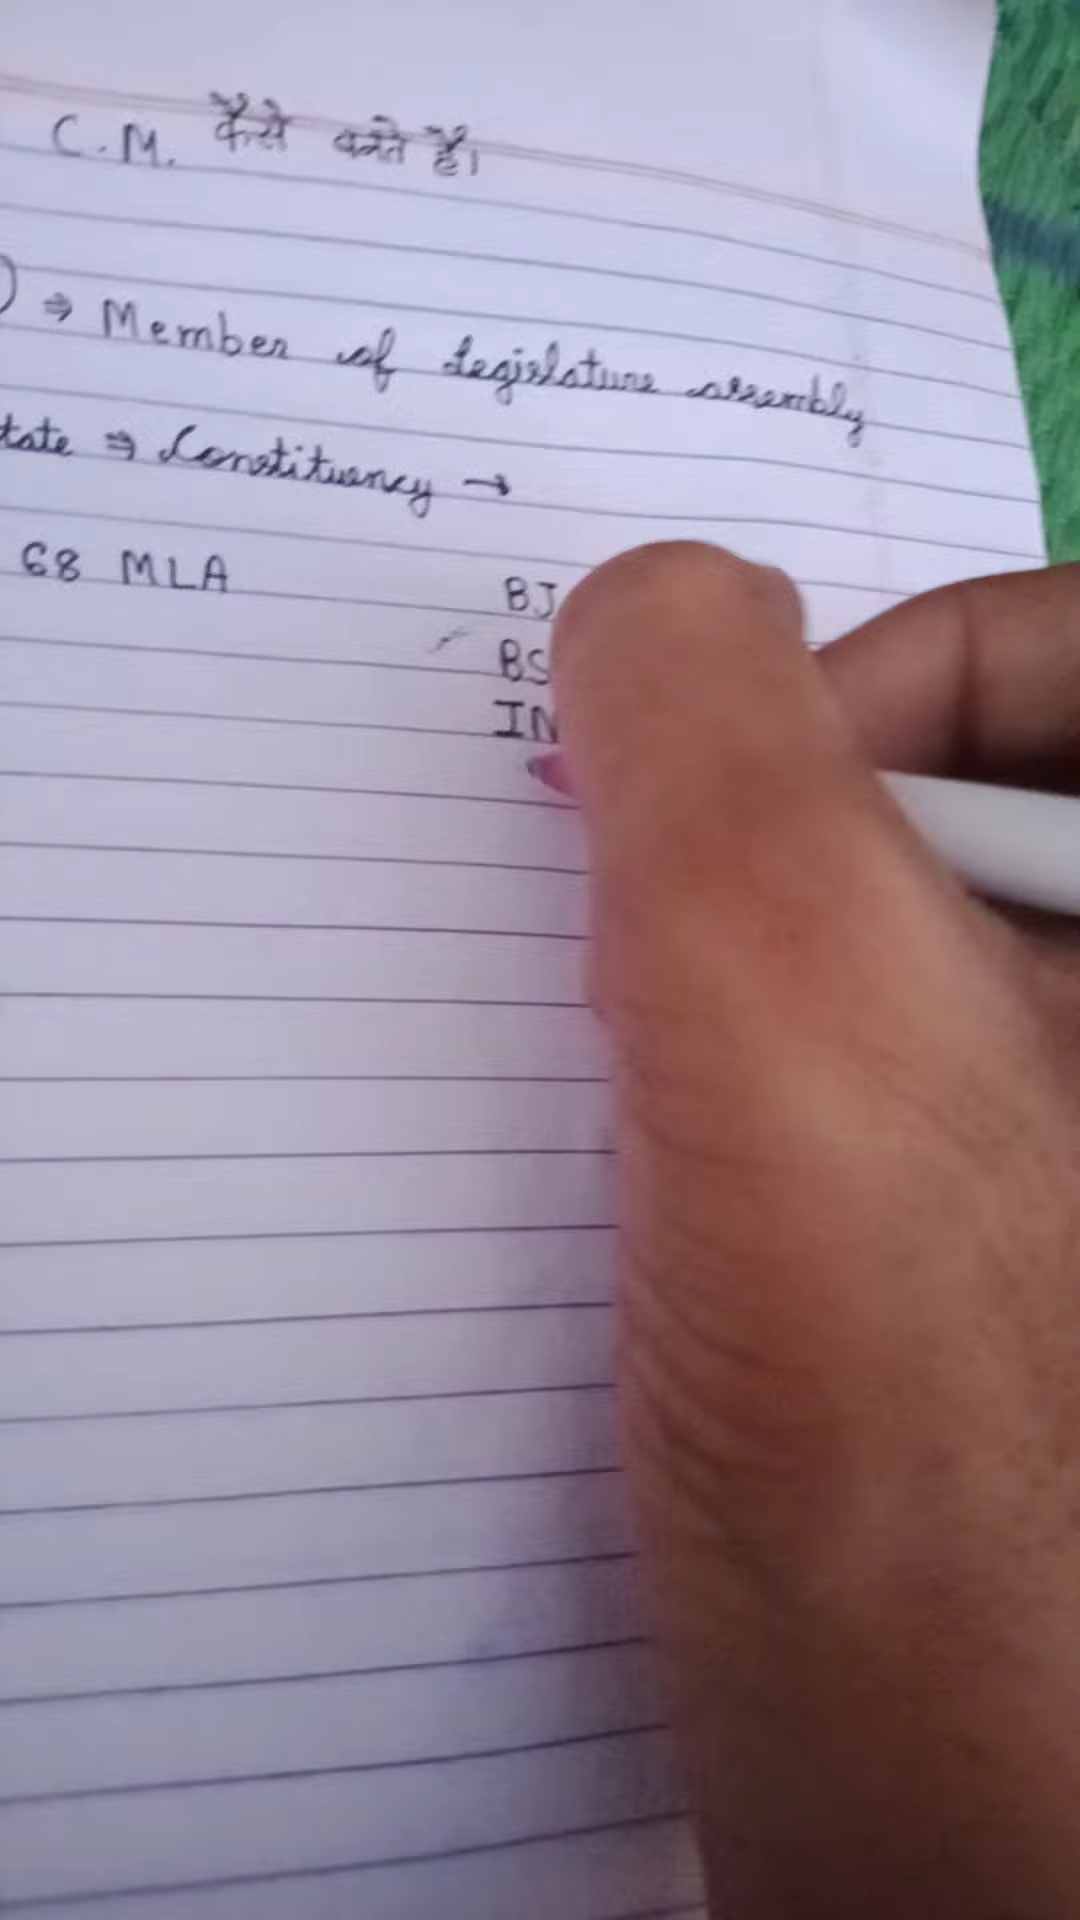 C.M. कैसे बनते हैं।
) ⇒ Member of Legislature assembly
tate ⇒ Constituency →
68 MLA
BJ
BS
IN